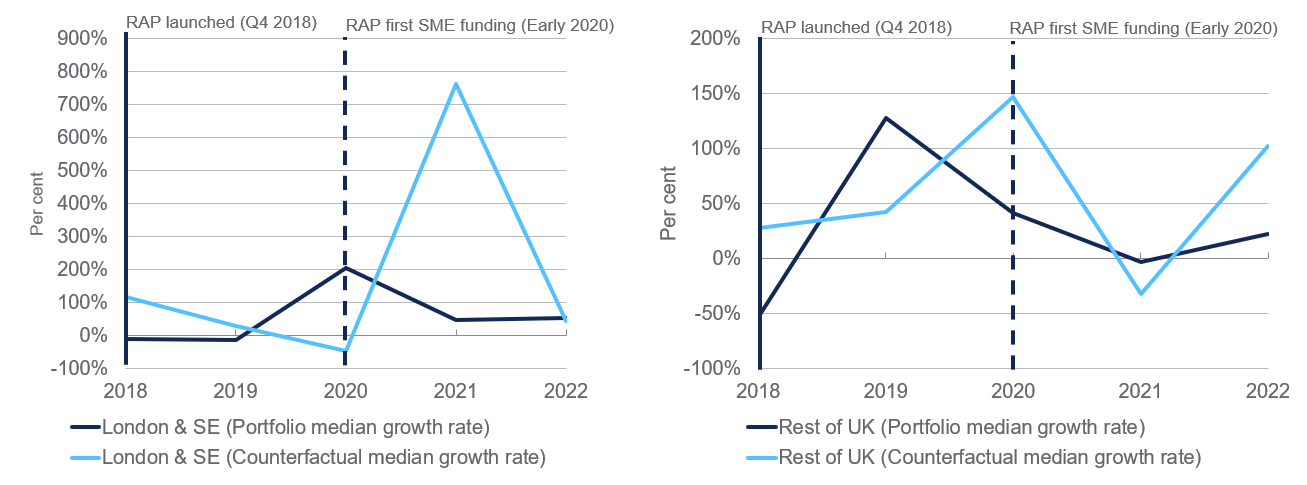 RAP launched (Q4 2018)
RAP first SME funding (Early 2020)
900%
800%
700%
600%
500%
400%
300%
200%
100%
0%
-100%
Per cent
2018 2019 2020 2021 2022
London & SE (Portfolio median growth rate)
London & SE (Counterfactual median growth rate)
RAP launched (Q4 2018)
RAP first SME funding (Early 2020)
200%
150%
100%
50%
0%
-50%
-100%
Per cent
2018 2019 2020 2021 2022
Rest of UK (Portfolio median growth rate)
Rest of UK (Counterfactual median growth rate)